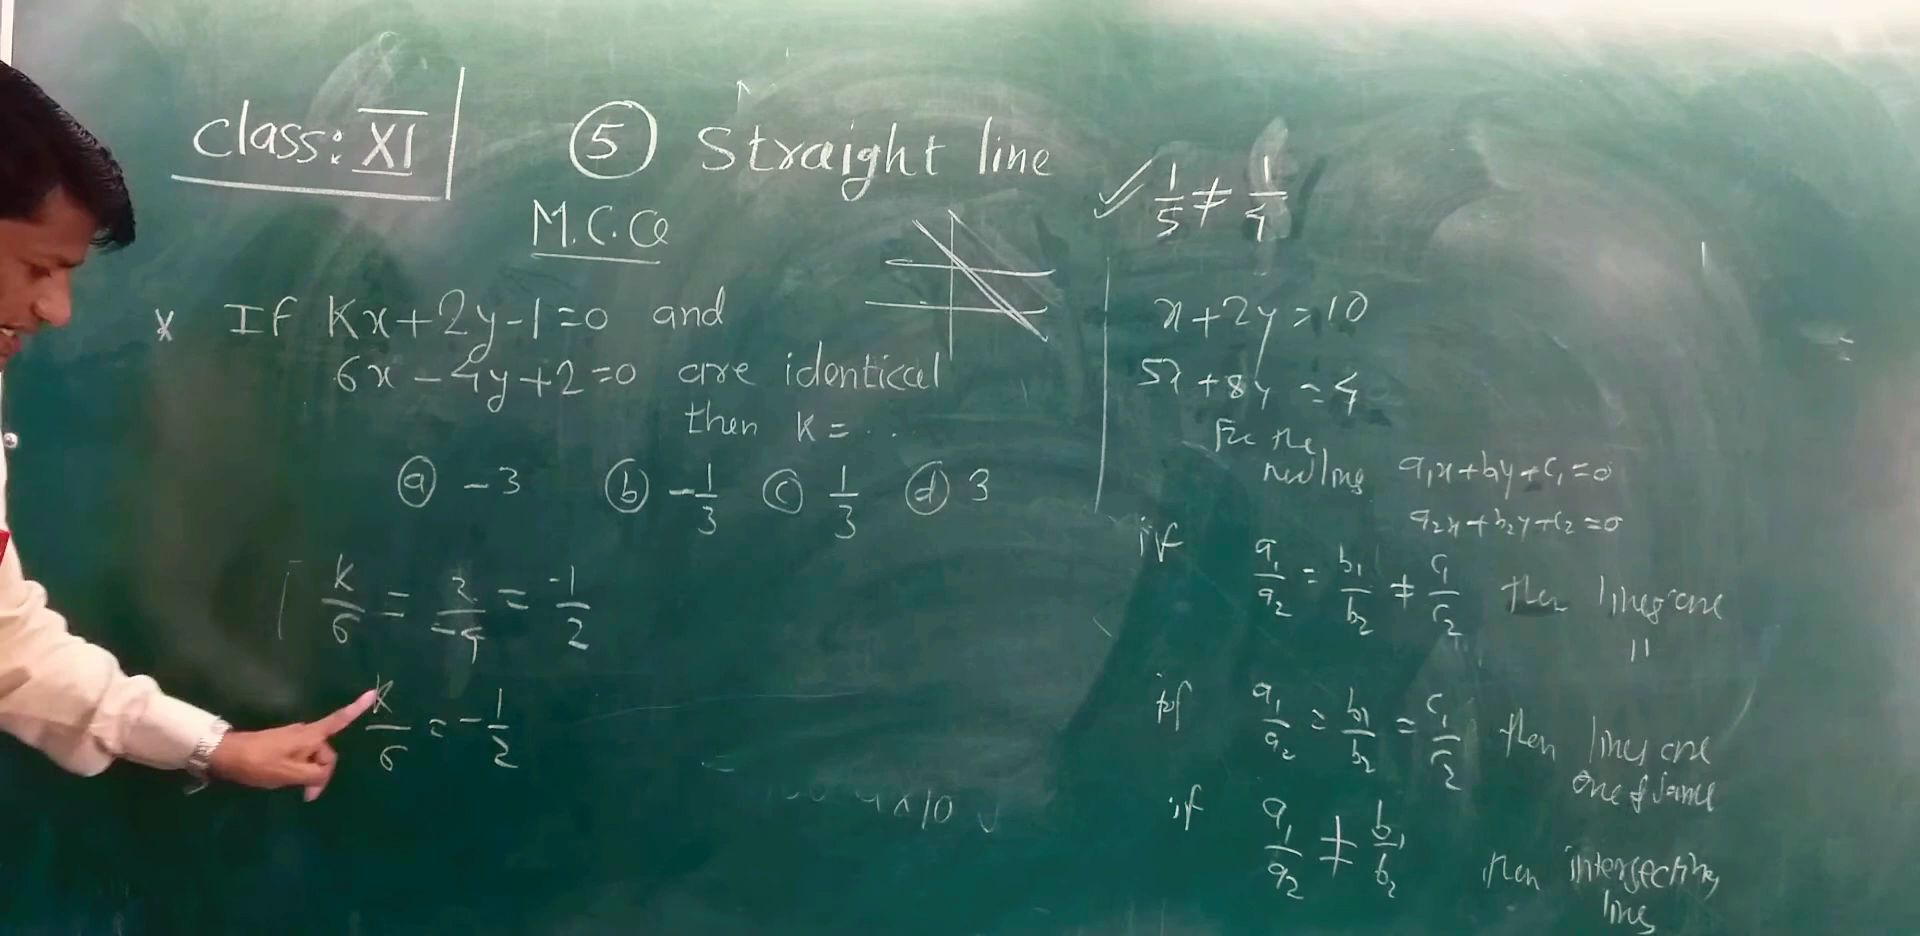 class: XI
⑤ Straight line
M.C.Q
* If Kx+2y-1=0 and
6x-4y+2=0 are identical
then k = ...
ⓐ -3 ⓑ -1/3 ⓒ 1/3 ⓓ 3
k/6 = 2/-4 = -1/2
k/6 = -1/2
✓ 1/5 ≠ 1/4
x+2y=10
5x+8y=4
For the
a₁x+by+c₁=0
a₂x+b₂y+c₂=0
if a₁/a₂ = b₁/b₂ ≠ c₁/c₂ then lines are
||
if a₁/a₂ = b₁/b₂ = c₁/c₂ then lines are
one & same
if a₁/a₂ ≠ b₁/b₂
then intersecting
lines